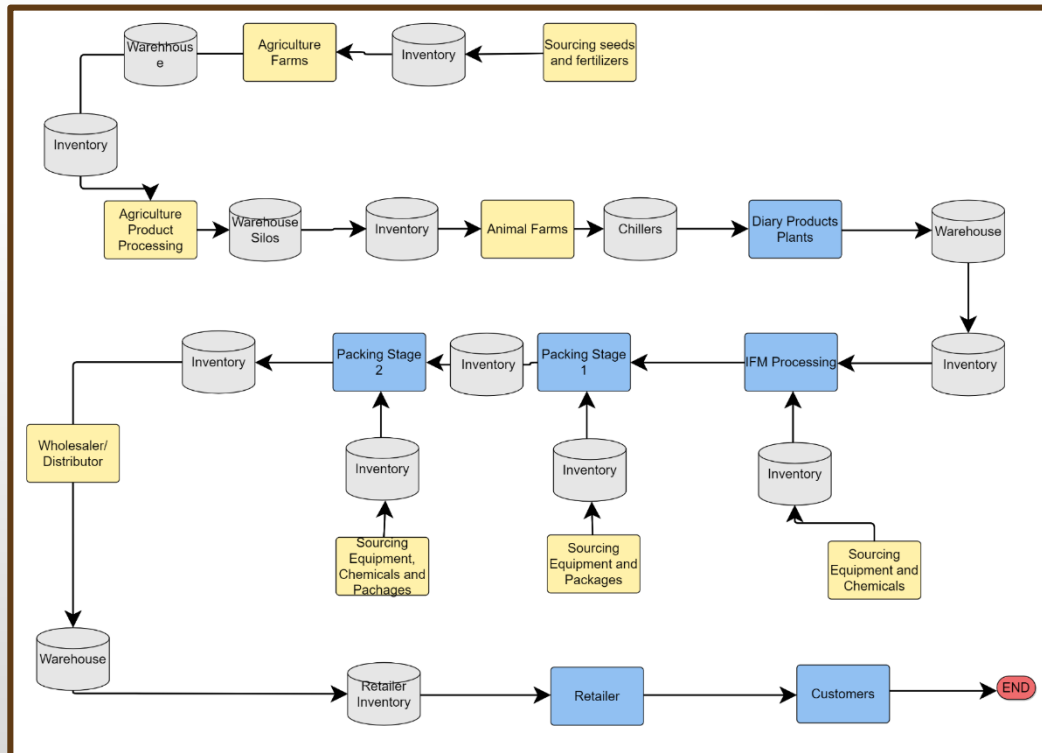 Warehhous
e
Agriculture
Farms
Inventory
Sourcing seeds
and fertilizers
Inventory
Agriculture
Product
Processing
Warehouse
Silos
Inventory
Animal Farms
Chillers
Diary Products
Plants
Warehouse
Inventory
Packing Stage
2
Inventory
Packing Stage
1
IFM Processing
Inventory
Wholesaler/
Distributor
Inventory
Inventory
Inventory
Sourcing
Equipment,
Chemicals and
Pachages
Sourcing
Equipment and
Packages
Sourcing
Equipment and
Chemicals
Warehouse
Retailer
Inventory
Retailer
Customers
END